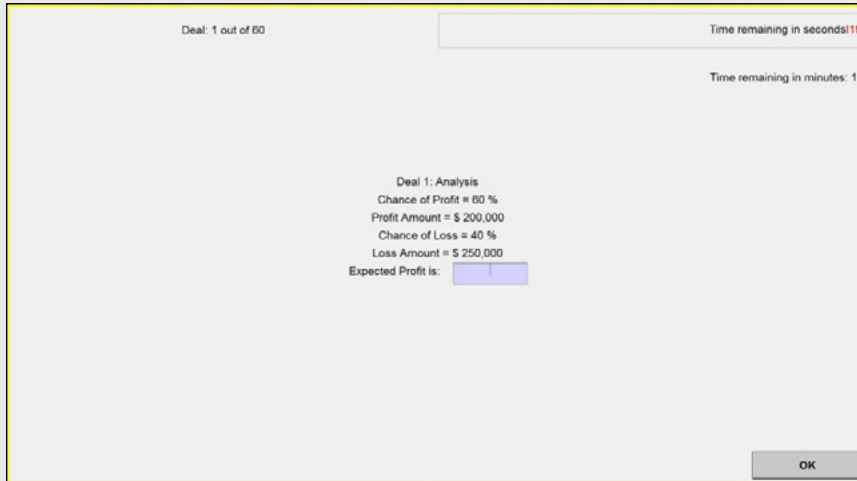 Deal: 1 out of 60
Time remaining in seconds
Time remaining in minutes: 1
Deal 1: Analysis
Chance of Profit = 60 %
Profit Amount = $ 200,000
Chance of Loss = 40 %
Loss Amount = $ 250,000
Expected Profit is:
OK